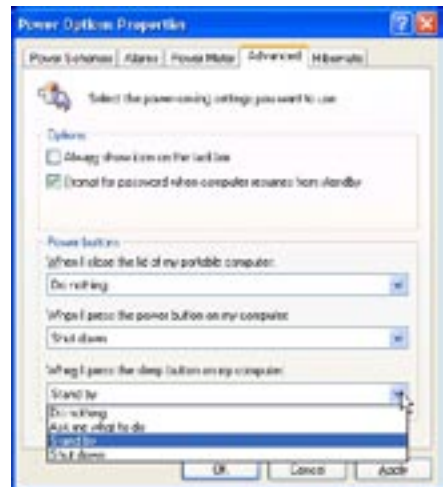 Power Options Properties
Power Schemes Alarms Power Meter Advanced Hibernate
Select the power-saving settings you want to use.
Options
Always show icon on the taskbar
Prompt for password when computer resumes from standby
Power buttons
When I close the lid of my portable computer:
Do nothing
When I press the power button on my computer:
Shut down
When I press the sleep button on my computer:
Stand by
Do nothing
Ask me what to do
Stand by
Shut down
OK Cancel Apply